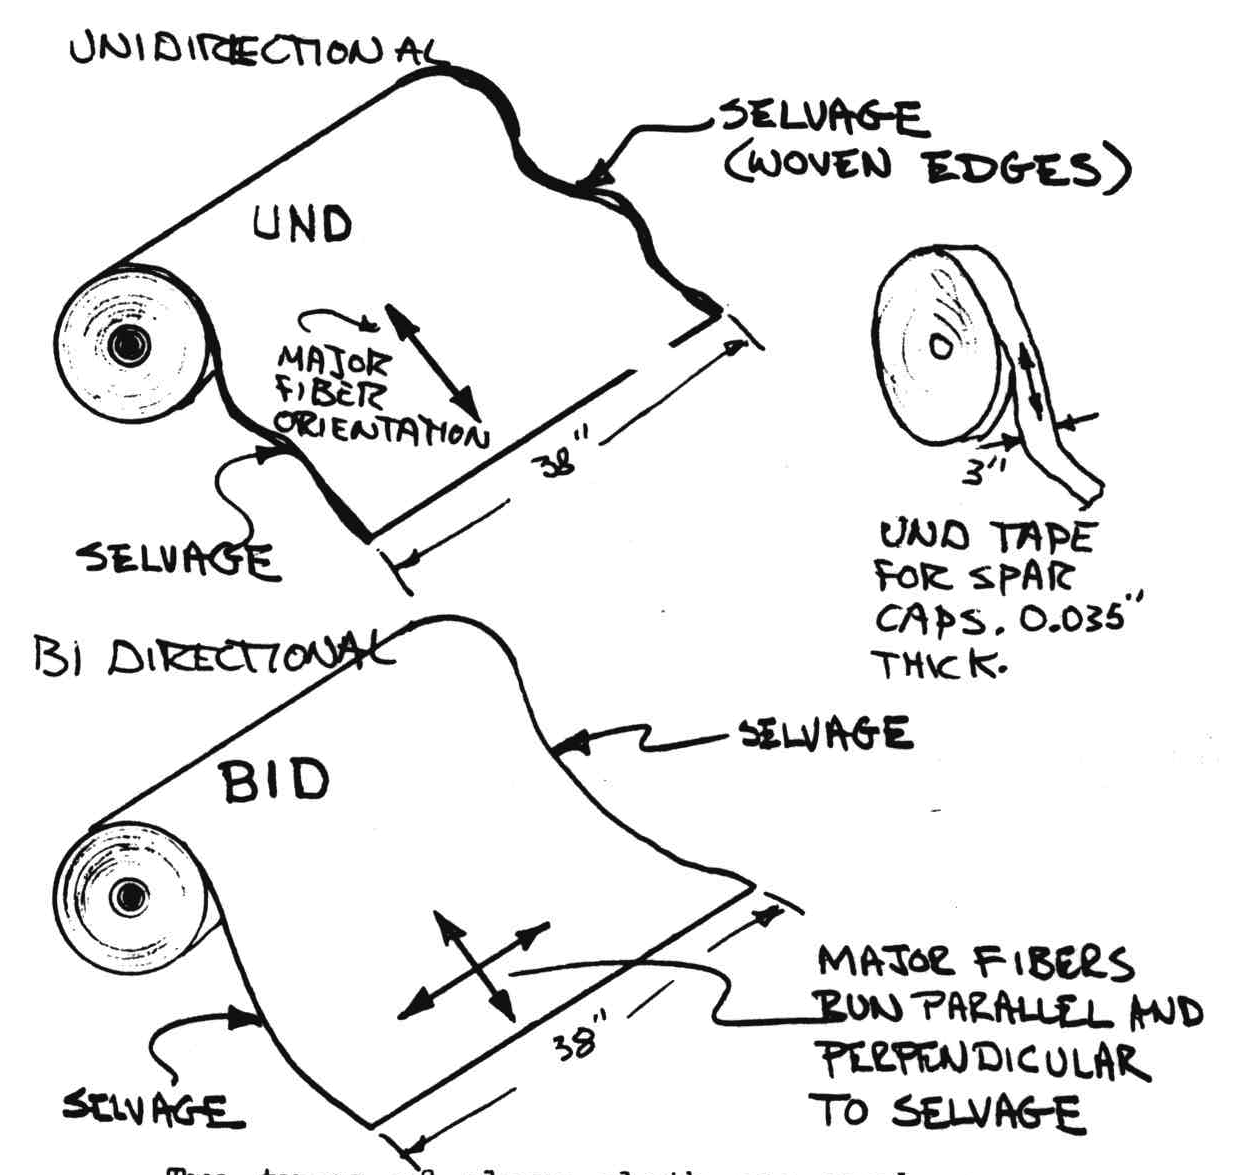 UNIDIRECTIONAL
SELVAGE
(WOVEN EDGES)
UND
MAJOR
FIBER
ORIENTATION
38"
SELVAGE
3"
UND TAPE
FOR SPAR
CAPS. 0.035"
THICK.
BI DIRECTIONAL
SELVAGE
BID
MAJOR FIBERS
RUN PARALLEL AND
PERPENDICULAR
TO SELVAGE
38"
SELVAGE